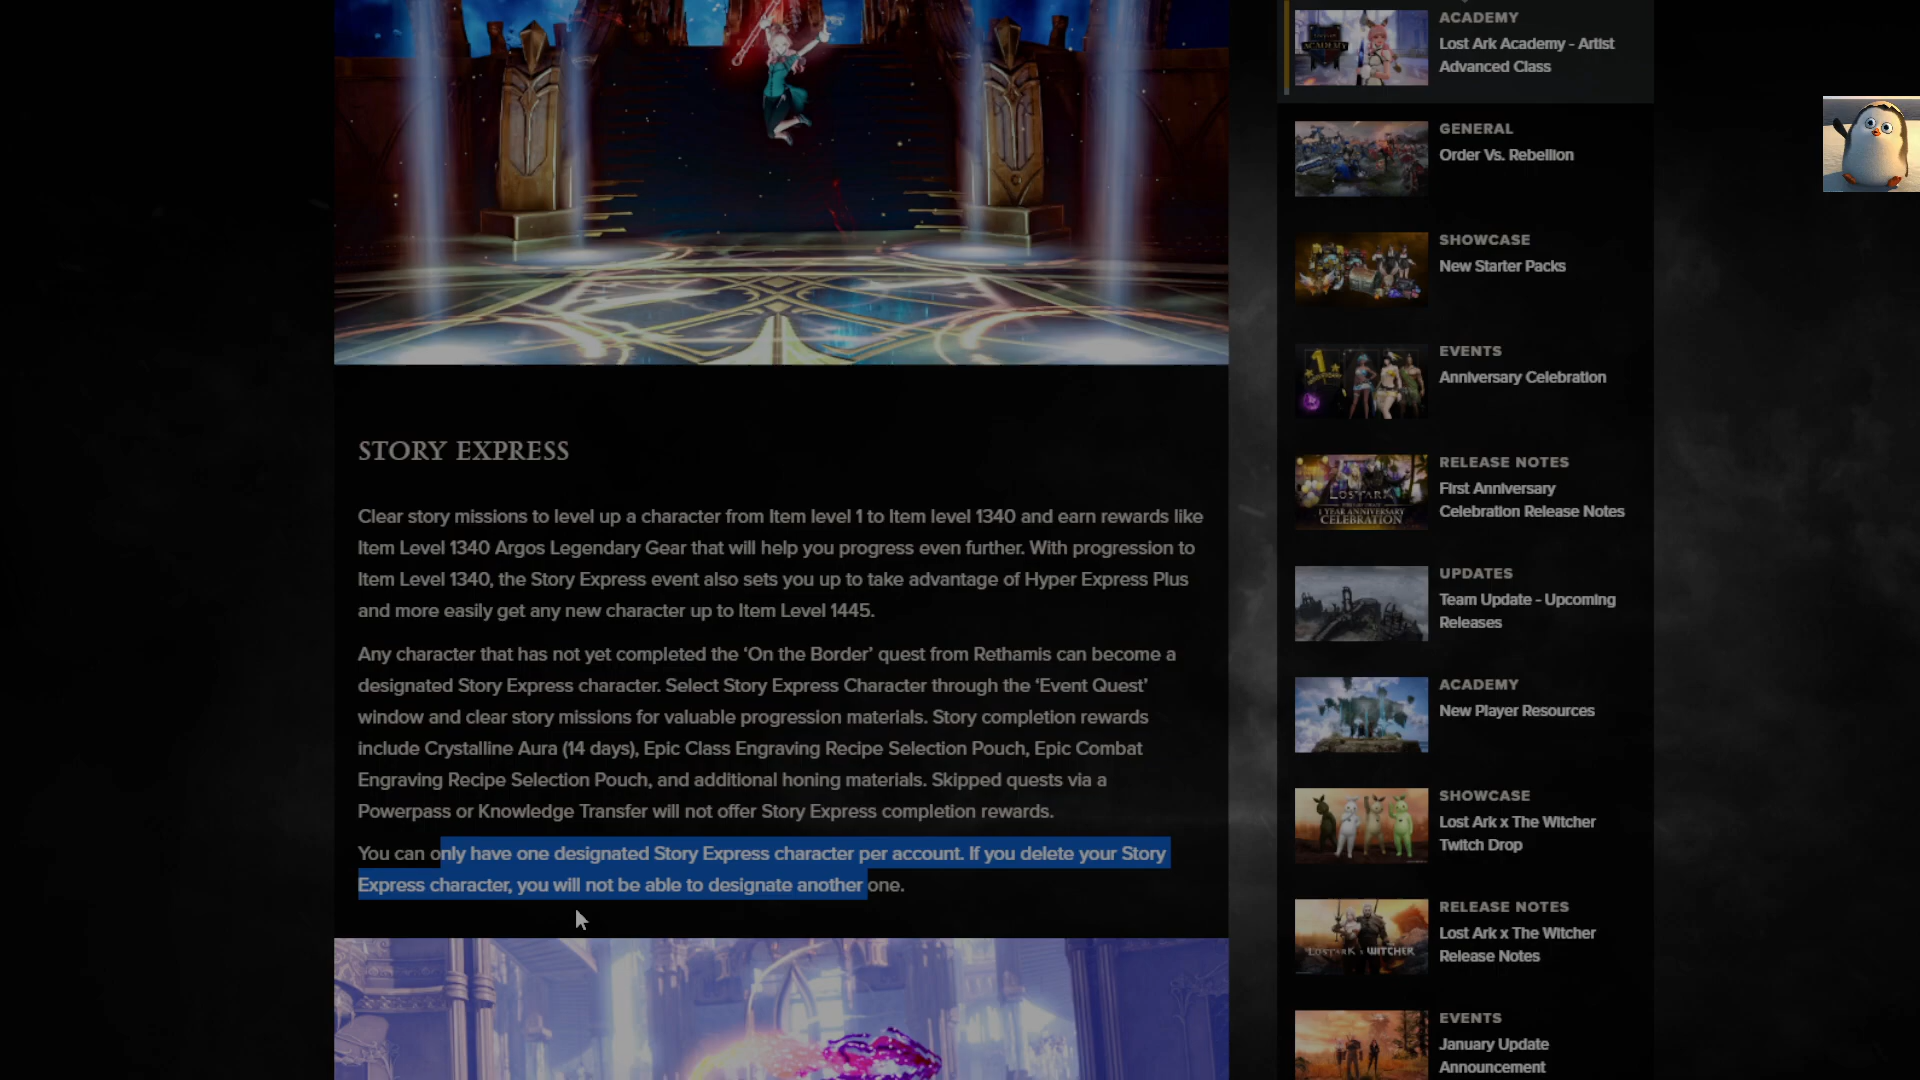 STORY EXPRESS
Clear story missions to level up a character from Item level 1 to Item level 1340 and earn rewards like
Item Level 1340 Argos Legendary Gear that will help you progress even further. With progression to
Item Level 1340, the Story Express event also sets you up to take advantage of Hyper Express Plus
and more easily get any new character up to Item Level 1445.
Any character that has not yet completed the ‘On the Border’ quest from Rethamis can become a
designated Story Express character. Select Story Express Character through the ‘Event Quest’
window and clear story missions for valuable progression materials. Story completion rewards
include Crystalline Aura (14 days), Epic Class Engraving Recipe Selection Pouch, Epic Combat
Engraving Recipe Selection Pouch, and additional honing materials. Skipped quests via a
Powerpass or Knowledge Transfer will not offer Story Express completion rewards.
You can only have one designated Story Express character per account. If you delete your Story
Express character, you will not be able to designate another one.
ACADEMY
ACADEMY
Lost Ark Academy - Artist
Advanced Class
GENERAL
Order Vs. Rebellion
SHOWCASE
New Starter Packs
1
EVENTS
Anniversary Celebration
LOST ARK
1 YEAR ANNIVERSARY
CELEBRATION
RELEASE NOTES
First Anniversary
Celebration Release Notes
UPDATES
Team Update - Upcoming
Releases
ACADEMY
New Player Resources
SHOWCASE
Lost Ark x The Witcher
Twitch Drop
LOST ARK x WITCHER
RELEASE NOTES
Lost Ark x The Witcher
Release Notes
EVENTS
January Update
Announcement